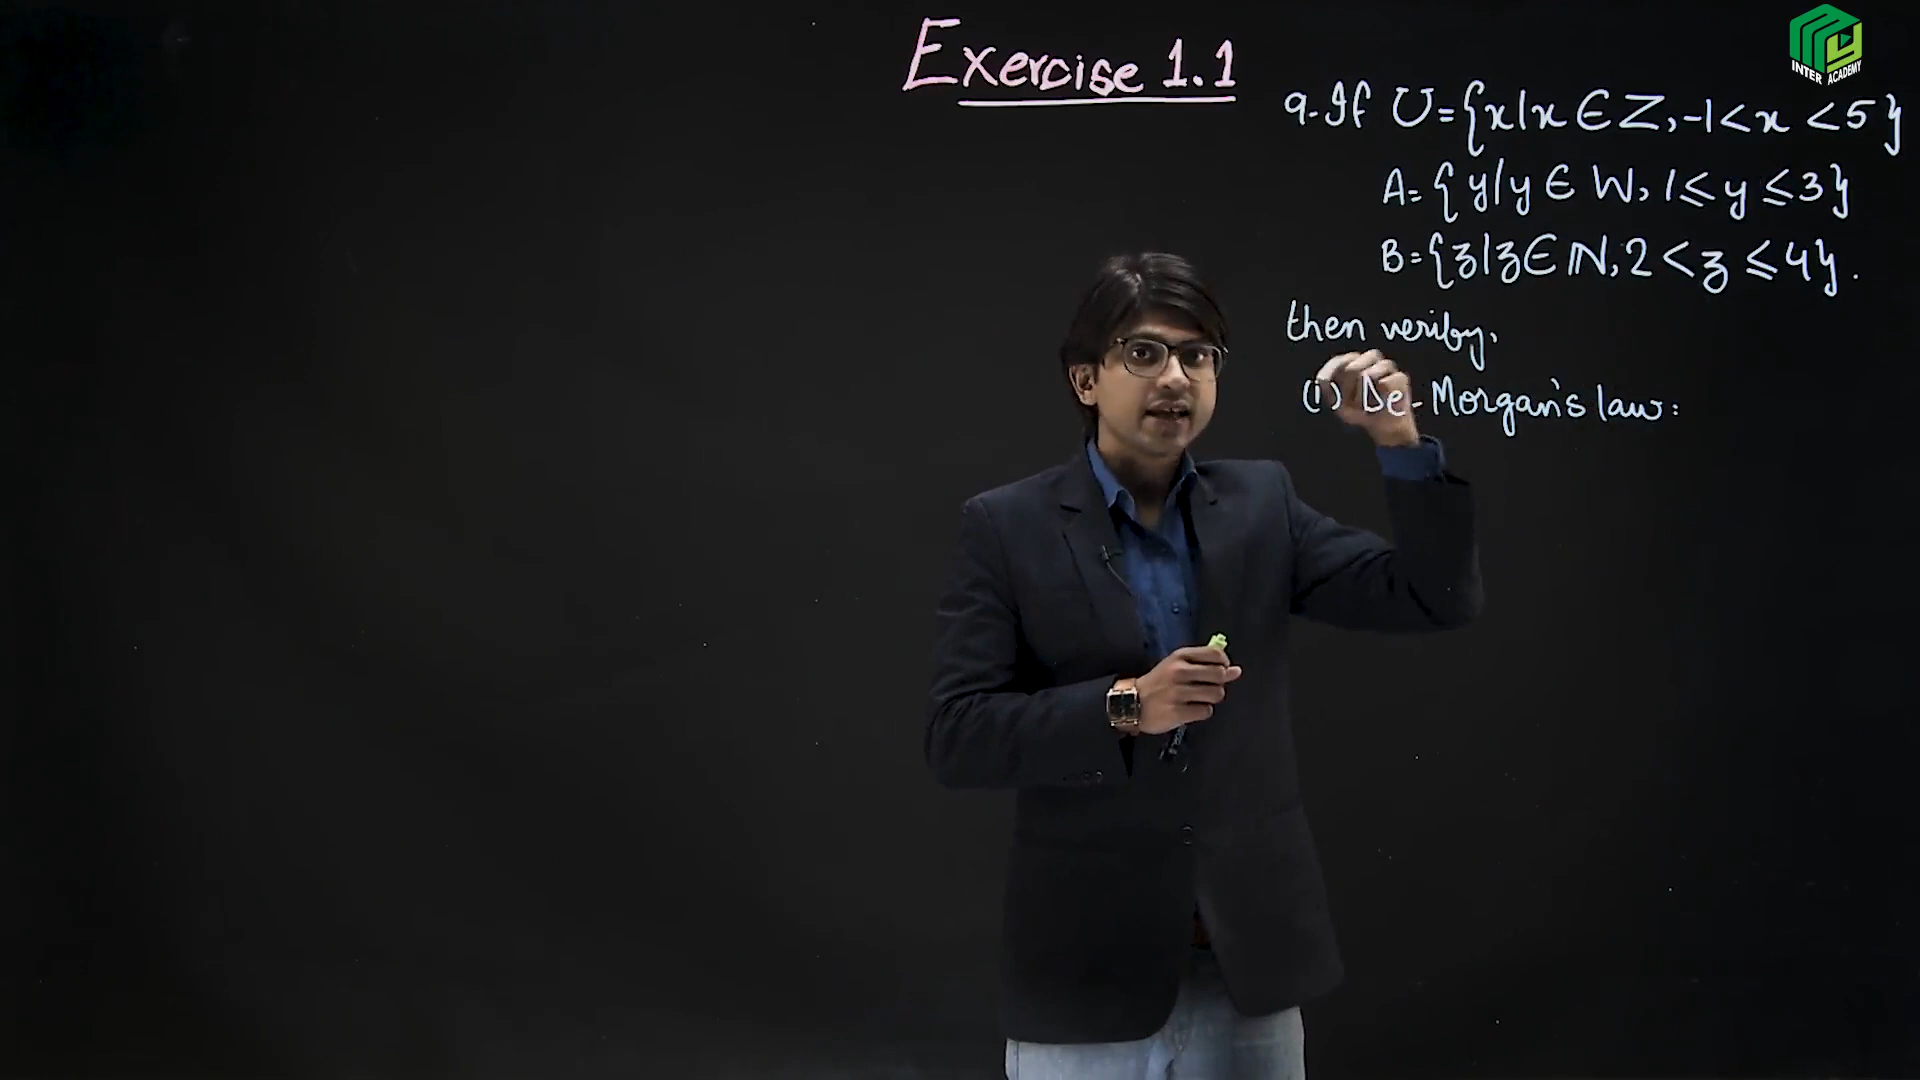 Exercise 1.1
INTER ACADEMY
9. If U={x|x∈Z, -1<x<5}
A={y|y∈W, 1≤y≤3}
B={z|z∈N, 2<z≤4}.
then verify,
(i) De-Morgan's law: